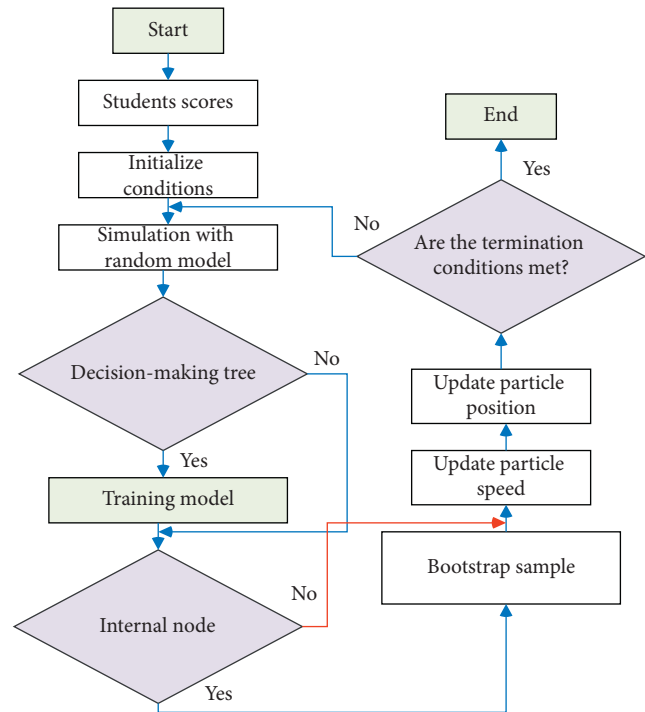 Start
Students scores
Initialize
conditions
Simulation with
random model
Decision-making tree
No
Yes
Training model
Internal node
No
Yes
Bootstrap sample
Update particle
speed
Update particle
position
Are the termination
conditions met?
No
Yes
End